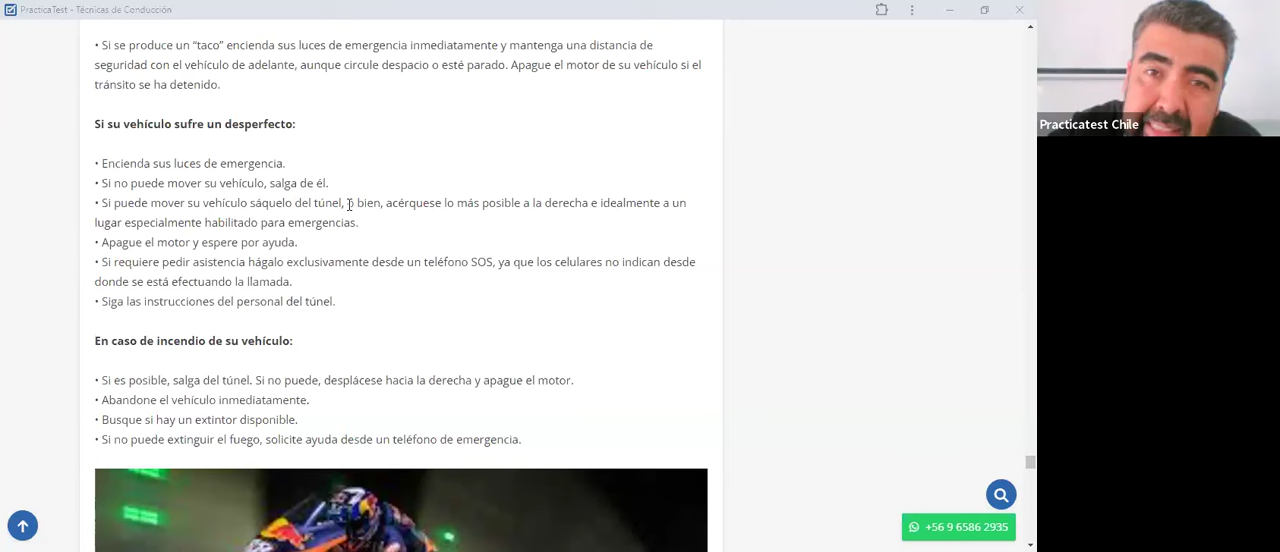 PracticaTest - Técnicas de Conducción
• Si se produce un “taco” encienda sus luces de emergencia inmediatamente y mantenga una distancia de
seguridad con el vehículo de adelante, aunque circule despacio o esté parado. Apague el motor de su vehículo si el
tránsito se ha detenido.
Practicatest Chile
Si su vehículo sufre un desperfecto:
• Encienda sus luces de emergencia.
• Si no puede mover su vehículo, salga de él.
• Si puede mover su vehículo sáquelo del túnel, o bien, acérquese lo más posible a la derecha e idealmente a un
lugar especialmente habilitado para emergencias.
• Apague el motor y espere por ayuda.
• Si requiere pedir asistencia hágalo exclusivamente desde un teléfono SOS, ya que los celulares no indican desde
donde se está efectuando la llamada.
• Siga las instrucciones del personal del túnel.
En caso de incendio de su vehículo:
• Si es posible, salga del túnel. Si no puede, desplácese hacia la derecha y apague el motor.
• Abandone el vehículo inmediatamente.
• Busque si hay un extintor disponible.
• Si no puede extinguir el fuego, solicite ayuda desde un teléfono de emergencia.
+56 9 6586 2935